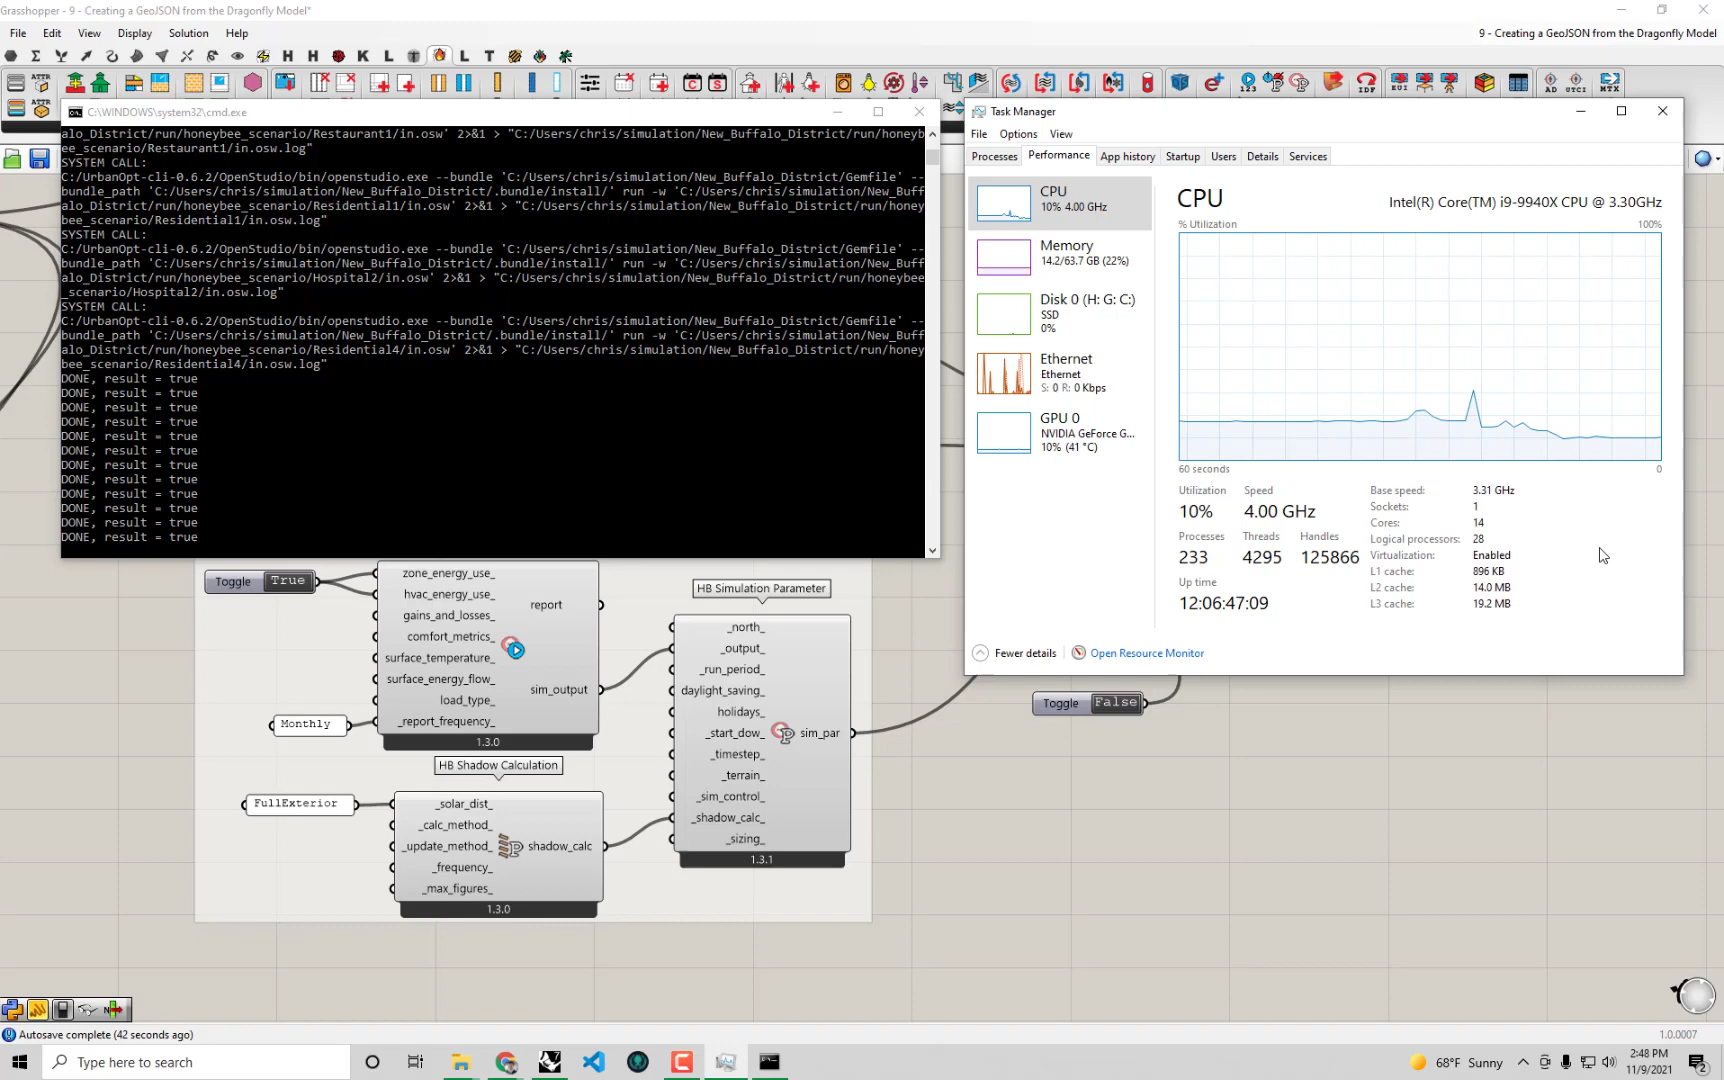 Grasshopper - 9 - Creating a GeoJSON from the Dragonfly Model*
File Edit View Display Solution Help
9 - Creating a GeoJSON from the Dragonfly Model
C:\WINDOWS\system32\cmd.exe
alo_District/run/honeybee_scenario/Restaurant1/in.osw' 2>&1 > "C:/Users/chris/simulation/New_Buffalo_District/run/honeyb
ee_scenario/Restaurant1/in.osw.log"
SYSTEM CALL:
C:/UrbanOpt-cli-0.6.2/OpenStudio/bin/openstudio.exe --bundle 'C:/Users/chris/simulation/New_Buffalo_District/Gemfile' --
bundle_path 'C:/Users/chris/simulation/New_Buffalo_District/.bundle/install/' run -w 'C:/Users/chris/simulation/New_Buff
alo_District/run/honeybee_scenario/Residential1/in.osw' 2>&1 > "C:/Users/chris/simulation/New_Buffalo_District/run/honey
bee_scenario/Residential1/in.osw.log"
SYSTEM CALL:
C:/UrbanOpt-cli-0.6.2/OpenStudio/bin/openstudio.exe --bundle 'C:/Users/chris/simulation/New_Buffalo_District/Gemfile' --
bundle_path 'C:/Users/chris/simulation/New_Buffalo_District/.bundle/install/' run -w 'C:/Users/chris/simulation/New_Buff
alo_District/run/honeybee_scenario/Hospital2/in.osw' 2>&1 > "C:/Users/chris/simulation/New_Buffalo_District/run/honeybee
_scenario/Hospital2/in.osw.log"
SYSTEM CALL:
C:/UrbanOpt-cli-0.6.2/OpenStudio/bin/openstudio.exe --bundle 'C:/Users/chris/simulation/New_Buffalo_District/Gemfile' --
bundle_path 'C:/Users/chris/simulation/New_Buffalo_District/.bundle/install/' run -w 'C:/Users/chris/simulation/New_Buff
alo_District/run/honeybee_scenario/Residential4/in.osw' 2>&1 > "C:/Users/chris/simulation/New_Buffalo_District/run/honey
bee_scenario/Residential4/in.osw.log"
DONE, result = true
DONE, result = true
DONE, result = true
DONE, result = true
DONE, result = true
DONE, result = true
DONE, result = true
DONE, result = true
DONE, result = true
DONE, result = true
DONE, result = true
DONE, result = true
Task Manager
File Options View
Processes Performance App history Startup Users Details Services
CPU
10% 4.00 GHz
Memory
14.2/63.7 GB (22%)
Disk 0 (H: G: C:)
SSD
0%
Ethernet
Ethernet
S: 0 R: 0 Kbps
GPU 0
NVIDIA GeForce G...
10% (41 °C)
CPU
Intel(R) Core(TM) i9-9940X CPU @ 3.30GHz
% Utilization 100%
60 seconds 0
Utilization Speed
10% 4.00 GHz
Processes Threads Handles
233 4295 125866
Up time
12:06:47:09
Base speed: 3.31 GHz
Sockets: 1
Cores: 14
Logical processors: 28
Virtualization: Enabled
L1 cache: 896 KB
L2 cache: 14.0 MB
L3 cache: 19.2 MB
Fewer details Open Resource Monitor
Toggle True
zone_energy_use_
hvac_energy_use_
gains_and_losses_
comfort_metrics_
surface_temperature_
surface_energy_flow_
load_type_
_report_frequency_
report
sim_output
1.3.0
Monthly
HB Shadow Calculation
FullExterior
_solar_dist_
_calc_method_
_update_method_
_frequency_
_max_figures_
shadow_calc
1.3.0
HB Simulation Parameter
_north_
_output_
_run_period_
daylight_saving_
holidays_
_start_dow_
_timestep_
_terrain_
_sim_control_
_shadow_calc_
_sizing_
sim_par
1.3.1
Toggle False
Autosave complete (42 seconds ago)
1.0.0007
Type here to search
68°F Sunny
2:48 PM
11/9/2021
2